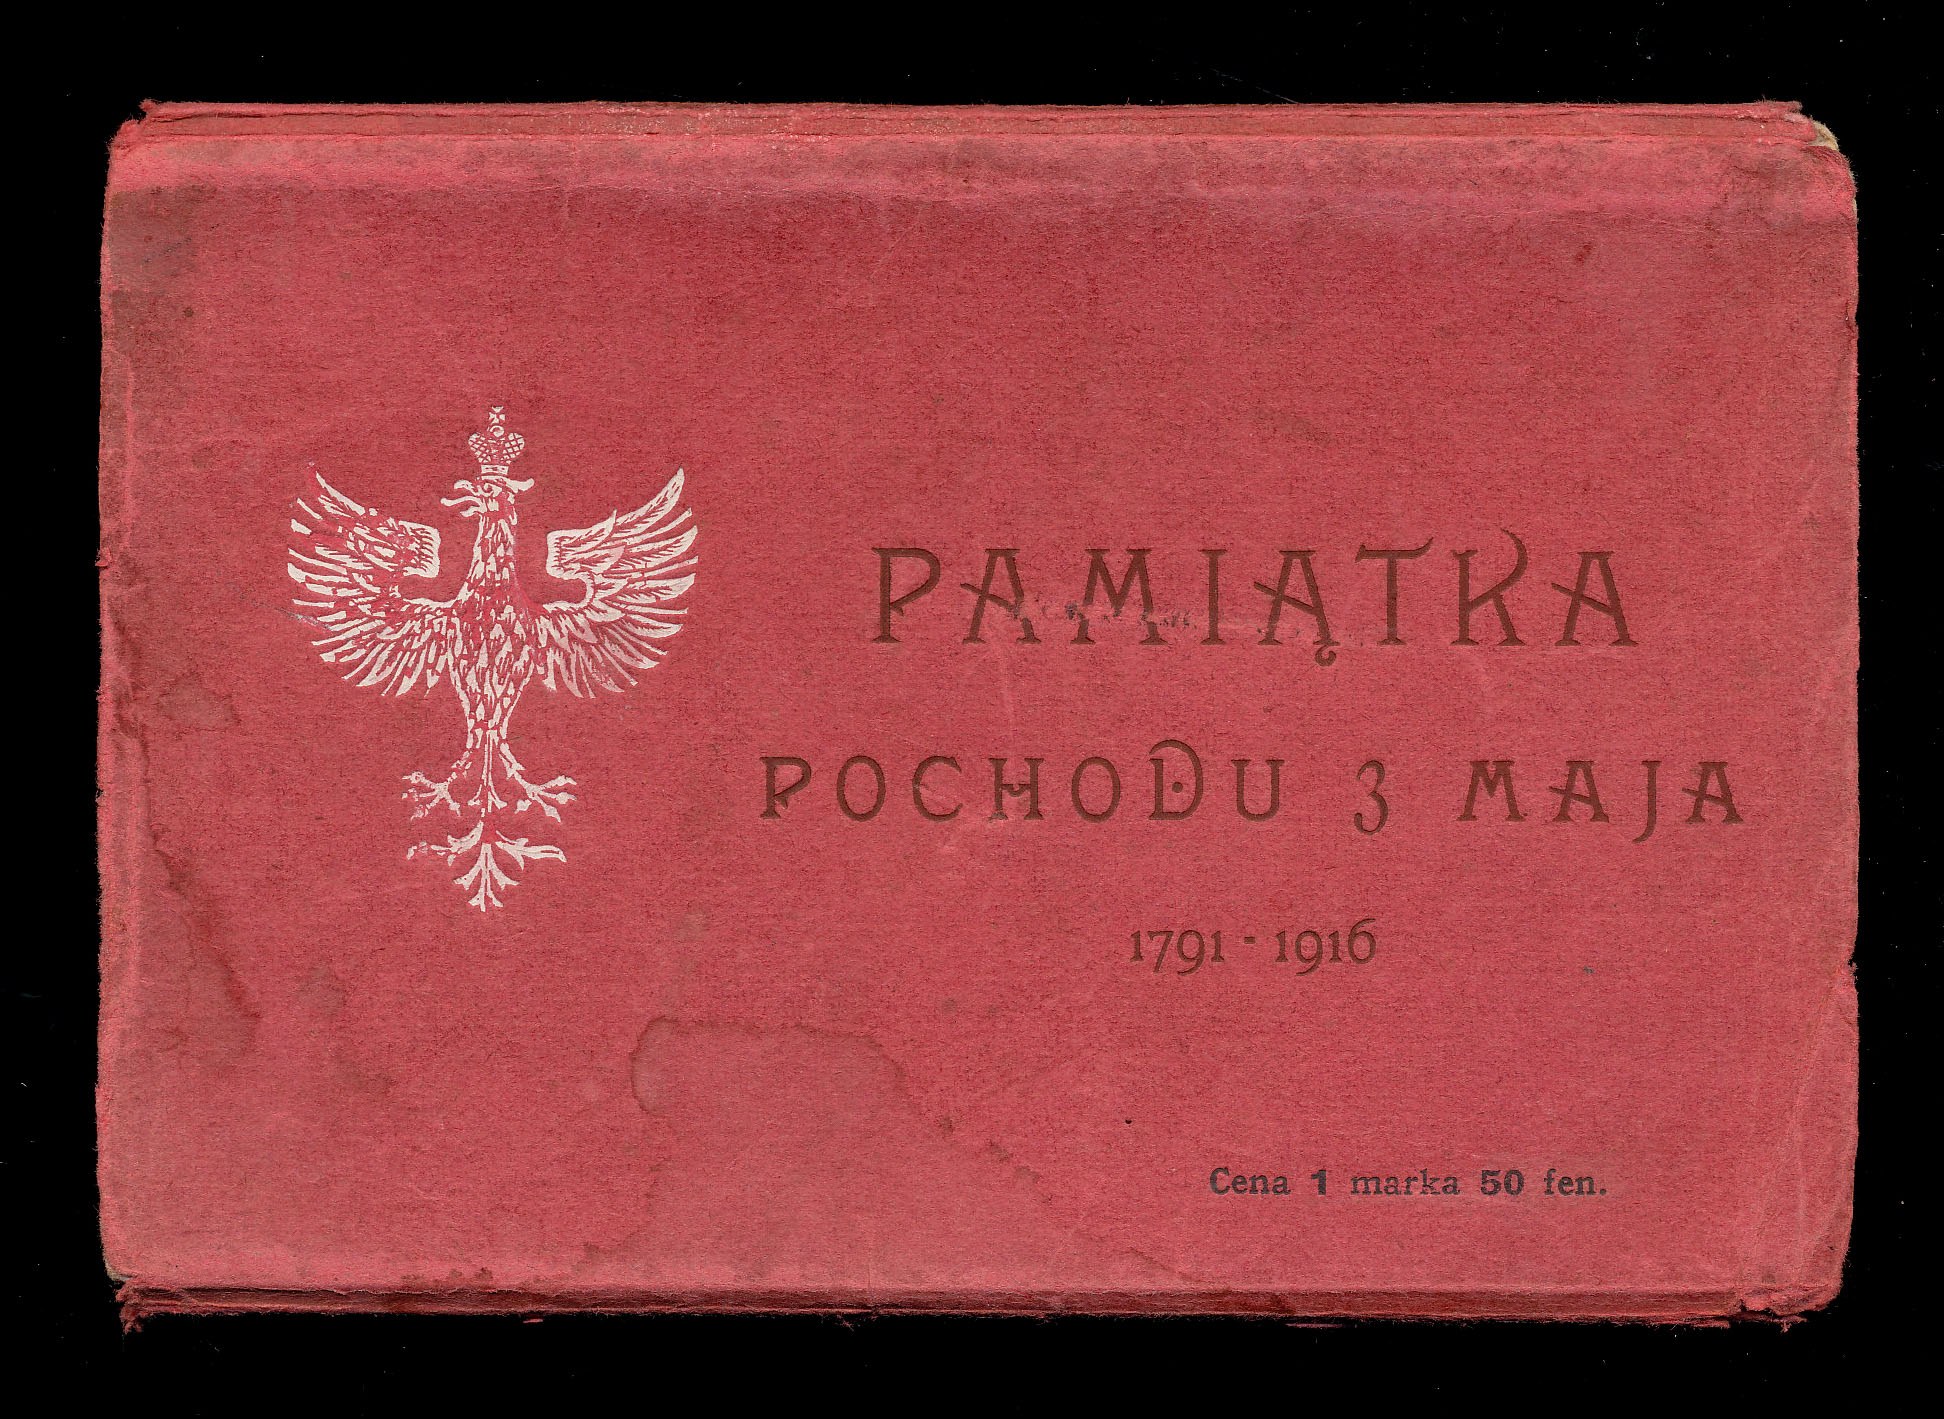 PAMIĄTKA
POCHODU 3 MAJA
1791 - 1916
Cena 1 marka 50 fen.